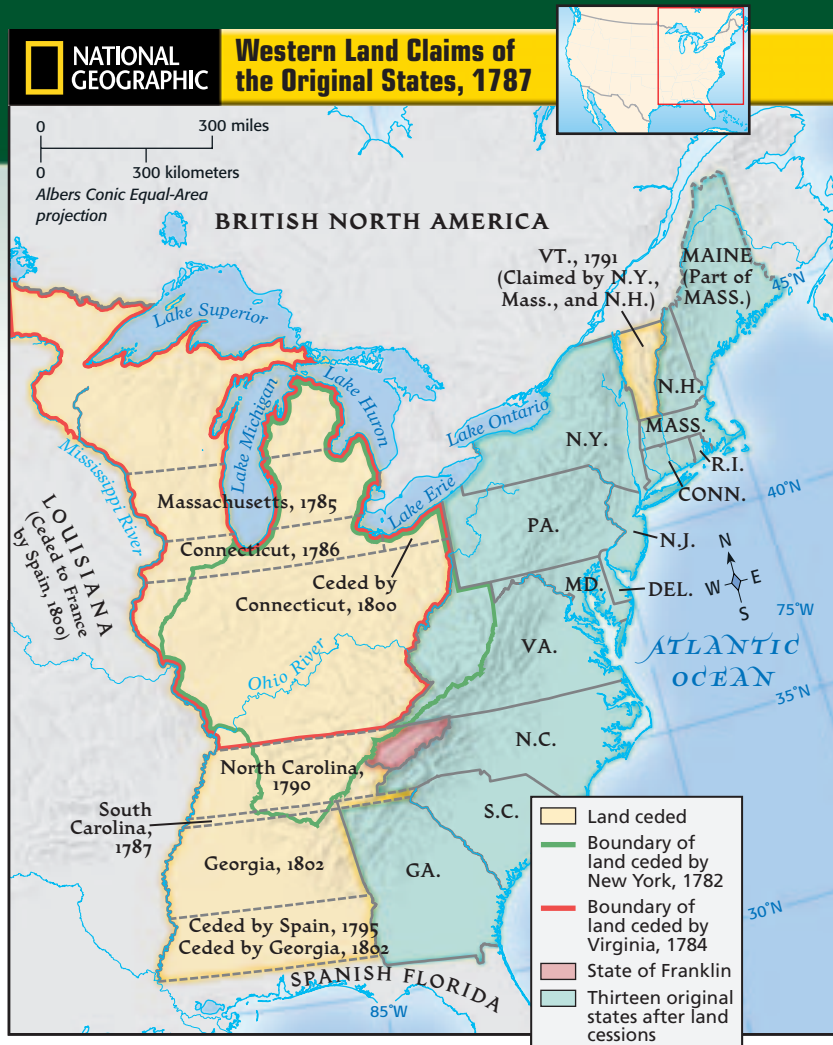 NATIONAL
GEOGRAPHIC
Western Land Claims of
the Original States, 1787
0 300 miles
0 300 kilometers
Albers Conic Equal-Area
projection
BRITISH NORTH AMERICA
VT., 1791
(Claimed by N.Y.,
Mass., and N.H.)
MAINE
(Part of
MASS.)
45°N
Lake Superior
Lake Michigan
Lake Huron
Lake Ontario
Lake Erie
N.H.
MASS.
N.Y.
R.I.
CONN.
40°N
Mississippi River
Massachusetts, 1785
Connecticut, 1786
Ceded by
Connecticut, 1800
LOUISIANA
(Ceded to France
by Spain, 1800)
PA.
N.J.
N
W E
S
MD.
DEL.
75°W
VA.
ATLANTIC
OCEAN
Ohio River
35°N
N.C.
North Carolina,
1790
South
Carolina,
1787
S.C.
Georgia, 1802
GA.
Ceded by Spain, 1795
Ceded by Georgia, 1802
SPANISH FLORIDA
85°W
30°N
Land ceded
Boundary of
land ceded by
New York, 1782
Boundary of
land ceded by
Virginia, 1784
State of Franklin
Thirteen original
states after land
cessions